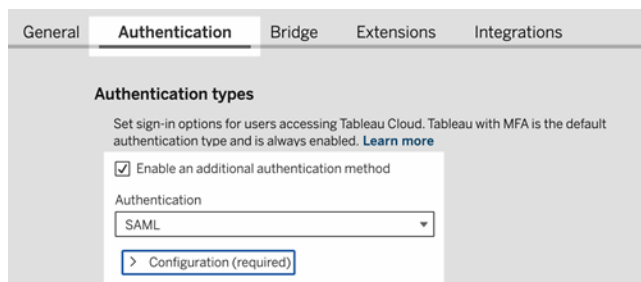 General Authentication Bridge Extensions Integrations
Authentication types
Set sign-in options for users accessing Tableau Cloud. Tableau with MFA is the default
authentication type and is always enabled. Learn more
Enable an additional authentication method
Authentication
SAML
Configuration (required)